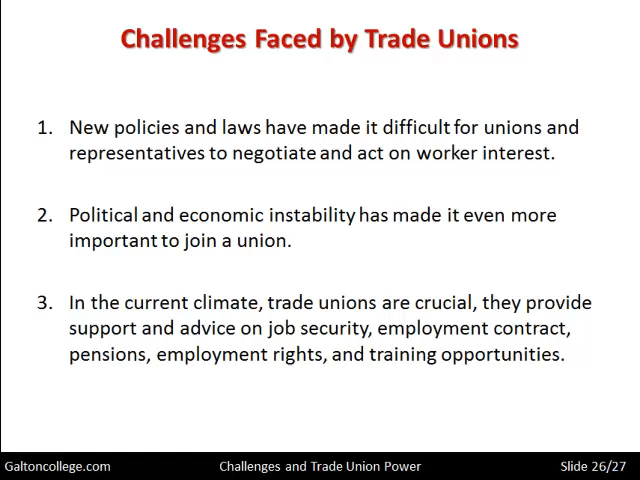 Challenges Faced by Trade Unions
1. New policies and laws have made it difficult for unions and
representatives to negotiate and act on worker interest.
2. Political and economic instability has made it even more
important to join a union.
3. In the current climate, trade unions are crucial, they provide
support and advice on job security, employment contract,
pensions, employment rights, and training opportunities.
Galtoncollege.com Challenges and Trade Union Power Slide 26/27